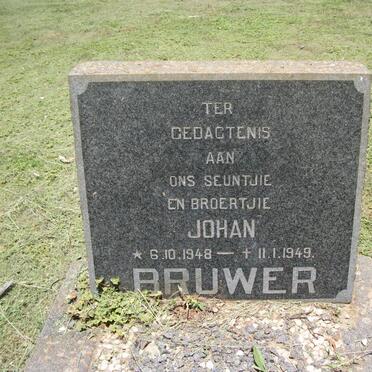 TER
GEDAGTENIS
AAN
ONS SEUNTJIE
EN BROERTJIE
JOHAN
★ 6.10.1948 — + 11.1.1949.
BRUWER